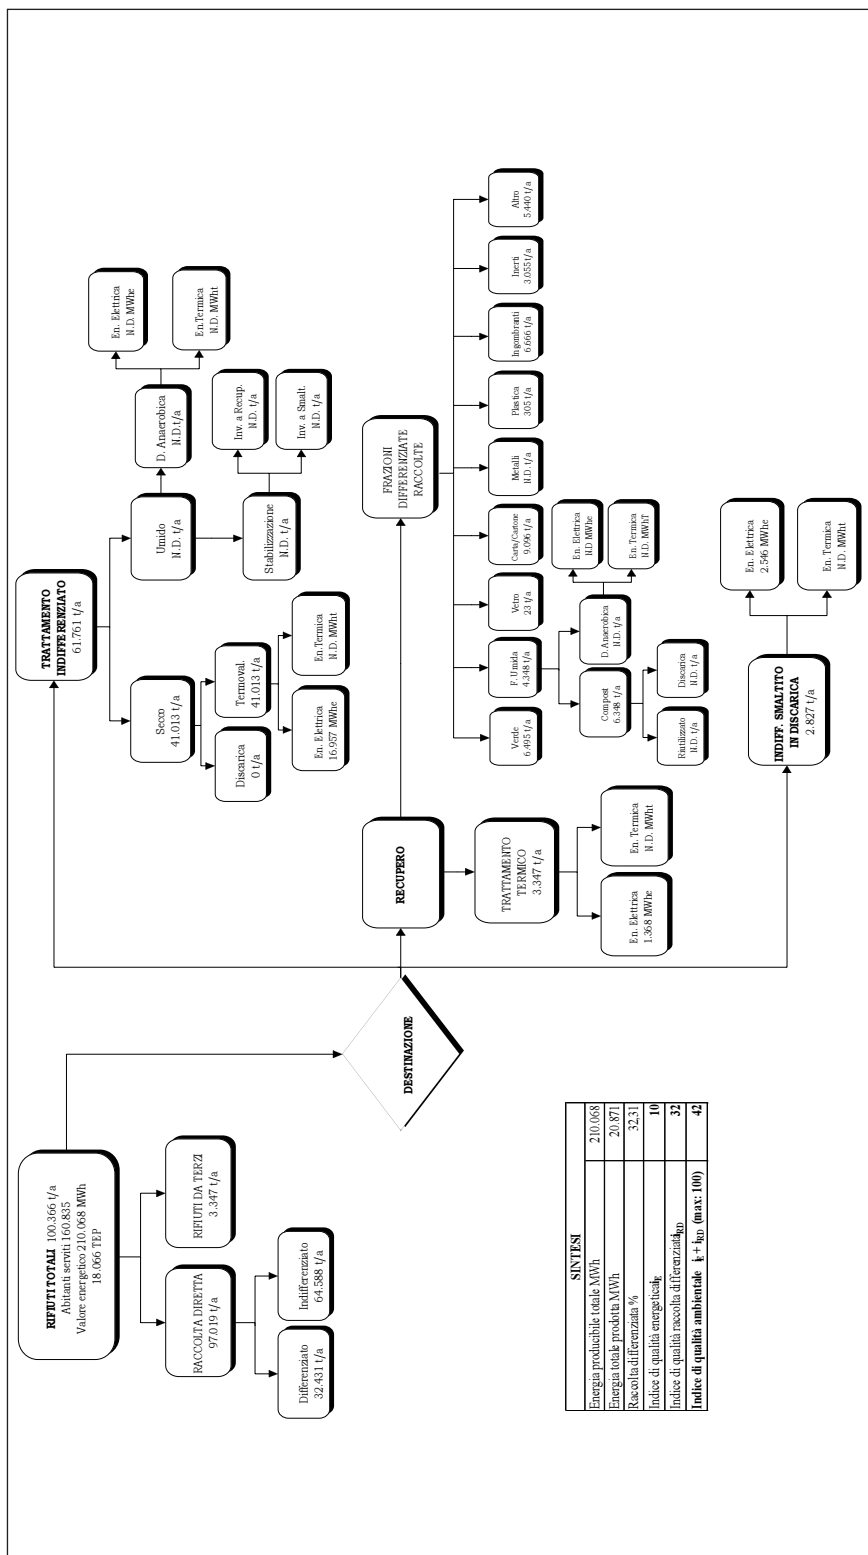 RIFIUTI TOTALI 100.366 t/a
Abitanti serviti 160.835
Valore energetico 210.068 MWh
18.066 TEP
RACCOLTA DIRETTA
97.019 t/a
RIFIUTI DA TERZI
3.347 t/a
Differenziato
32.431 t/a
Indifferenziato
64.588 t/a
DESTINAZIONE
TRATTAMENTO
INDIFFERENZIATO
61.761 t/a
Secco
41.013 t/a
Umido
N.D. t/a
Discarica
0 t/a
Termoval.
41.013 t/a
En. Elettrica
16.957 MWhe
En.Termica
N.D. MWht
D. Anaerobica
N.D.t/a
Stabilizzazione
N.D. t/a
En. Elettrica
N.D. MWhe
En.Termica
N.D. MWht
Inv. a Recup.
N.D. t/a
Inv. a Smalt.
N.D. t/a
RECUPERO
TRATTAMENTO
TERMICO
3.347 t/a
En. Elettrica
1.368 MWhe
En. Termica
N.D. MWht
FRAZIONI
DIFFERENZIATE
RACCOLTE
Verde
6.495 t/a
F. Umida
4.348 t/a
Vetro
23 t/a
Carta/Cartone
9.096 t/a
Metalli
N.D. t/a
Plastica
305 t/a
Ingombranti
6.666 t/a
Inerti
3.055 t/a
Altro
5.440 t/a
Compost
6.348 t/a
D. Anaerobica
N.D. t/a
Riutilizzato
N.D. t/a
Discarica
N.D. t/a
En. Elettrica
N.D MWhe
En. Termica
N.D. MWhT
INDIFF. SMALTITO
IN DISCARICA
2.827 t/a
En. Elettrica
2.546 MWhe
En. Termica
N.D. MWht
SINTESI
Energia producibile totale MWh 210.068
Energia totale prodotta MWh 20.871
Raccolta differenziata % 32,31
Indice di qualità energetica iE 10
Indice di qualità raccolta differenziata iRD 32
Indice di qualità ambientale iE + iRD (max: 100) 42